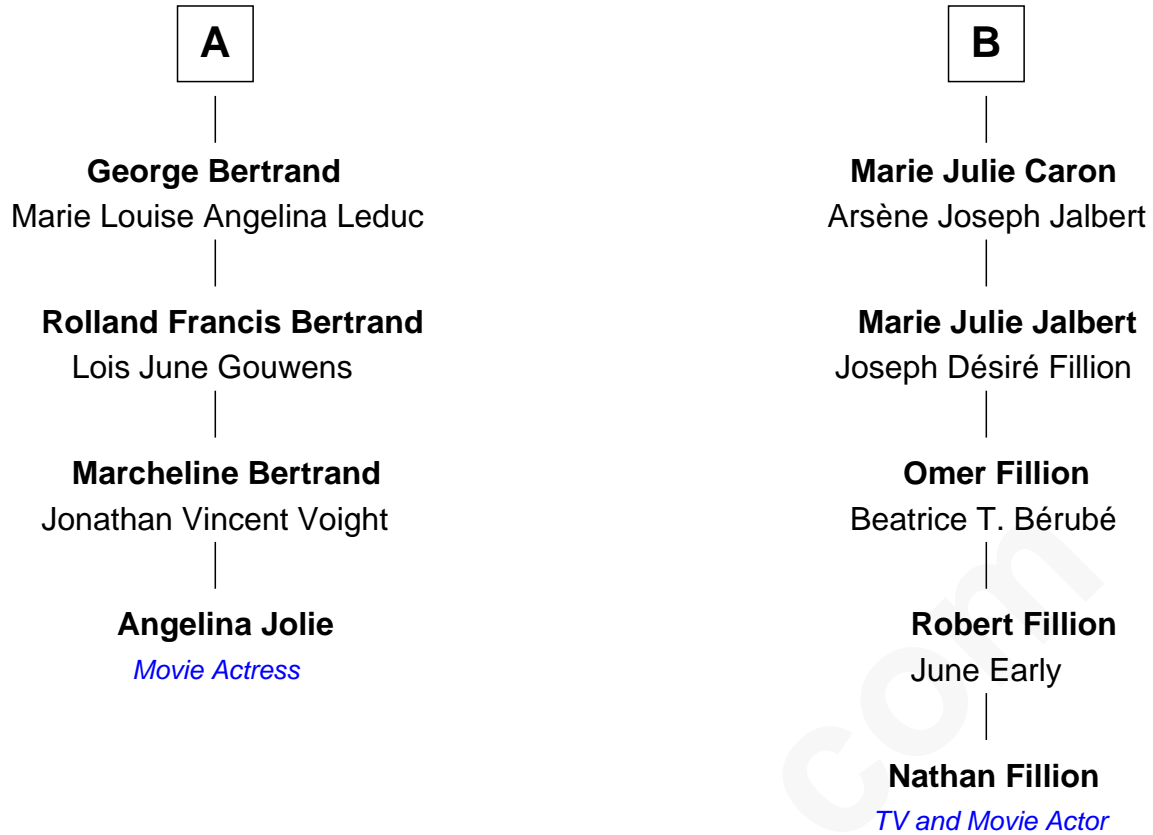 A
George Bertrand
Marie Louise Angelina Leduc
Rolland Francis Bertrand
Lois June Gouwens
Marcheline Bertrand
Jonathan Vincent Voight
Angelina Jolie
Movie Actress
B
Marie Julie Caron
Arsène Joseph Jalbert
Marie Julie Jalbert
Joseph Désiré Fillion
Omer Fillion
Beatrice T. Bérubé
Robert Fillion
June Early
Nathan Fillion
TV and Movie Actor
com